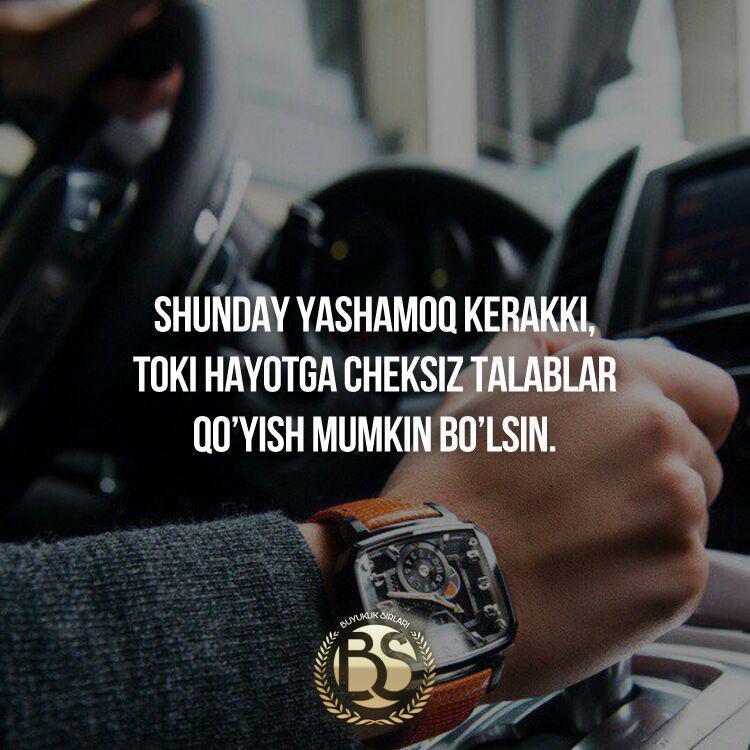 SHUNDAY YASHAMOQ KERAKKI,
TOKI HAYOTGA CHEKSIZ TALABLAR
QO'YISH MUMKIN BO'LSIN.
BUYUKLIK SIRLARI
BS